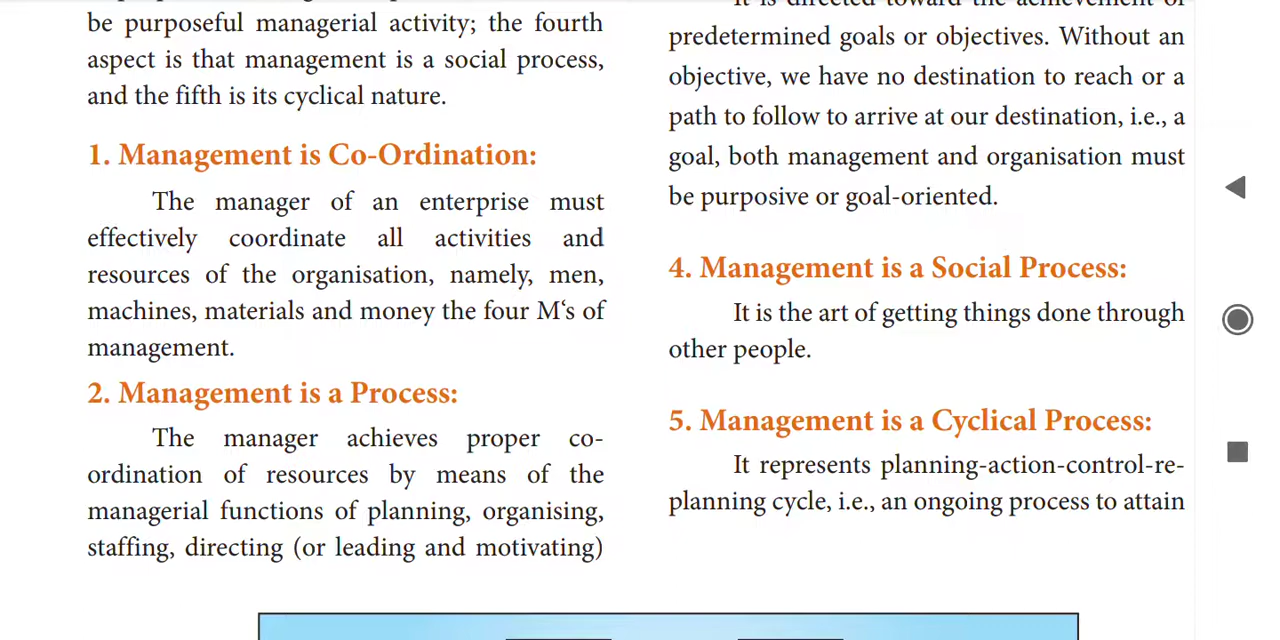 be purposeful managerial activity; the fourth
aspect is that management is a social process,
and the fifth is its cyclical nature.
1. Management is Co-Ordination:
The manager of an enterprise must
effectively coordinate all activities and
resources of the organisation, namely, men,
machines, materials and money the four M‘s of
management.
2. Management is a Process:
The manager achieves proper co-
ordination of resources by means of the
managerial functions of planning, organising,
staffing, directing (or leading and motivating)
It is directed toward the achievement of
predetermined goals or objectives. Without an
objective, we have no destination to reach or a
path to follow to arrive at our destination, i.e., a
goal, both management and organisation must
be purposive or goal-oriented.
4. Management is a Social Process:
It is the art of getting things done through
other people.
5. Management is a Cyclical Process:
It represents planning-action-control-re-
planning cycle, i.e., an ongoing process to attain